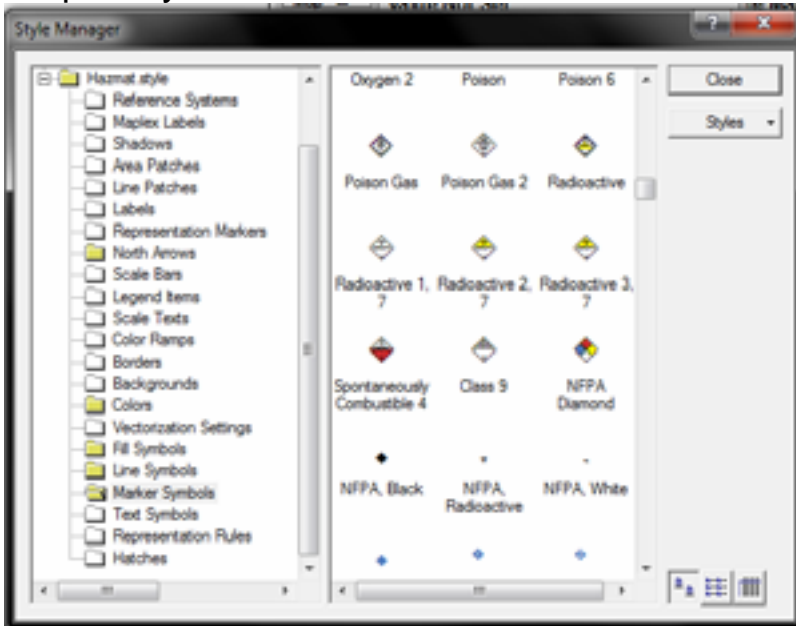 Style Manager
Hazmat.style
Reference Systems
Maplex Labels
Shadows
Area Patches
Line Patches
Labels
Representation Markers
North Arrows
Scale Bars
Legend Items
Scale Texts
Color Ramps
Borders
Backgrounds
Colors
Vectorization Settings
Fill Symbols
Line Symbols
Marker Symbols
Text Symbols
Representation Rules
Hatches
Oxygen 2 Poison Poison 6
Poison Gas Poison Gas 2 Radioactive
Radioactive 1, Radioactive 2, Radioactive 3,
7 7 7
Spontaneously Class 9 NFPA
Combustible 4 Diamond
NFPA, Black NFPA, NFPA, White
Radioactive
Close
Styles